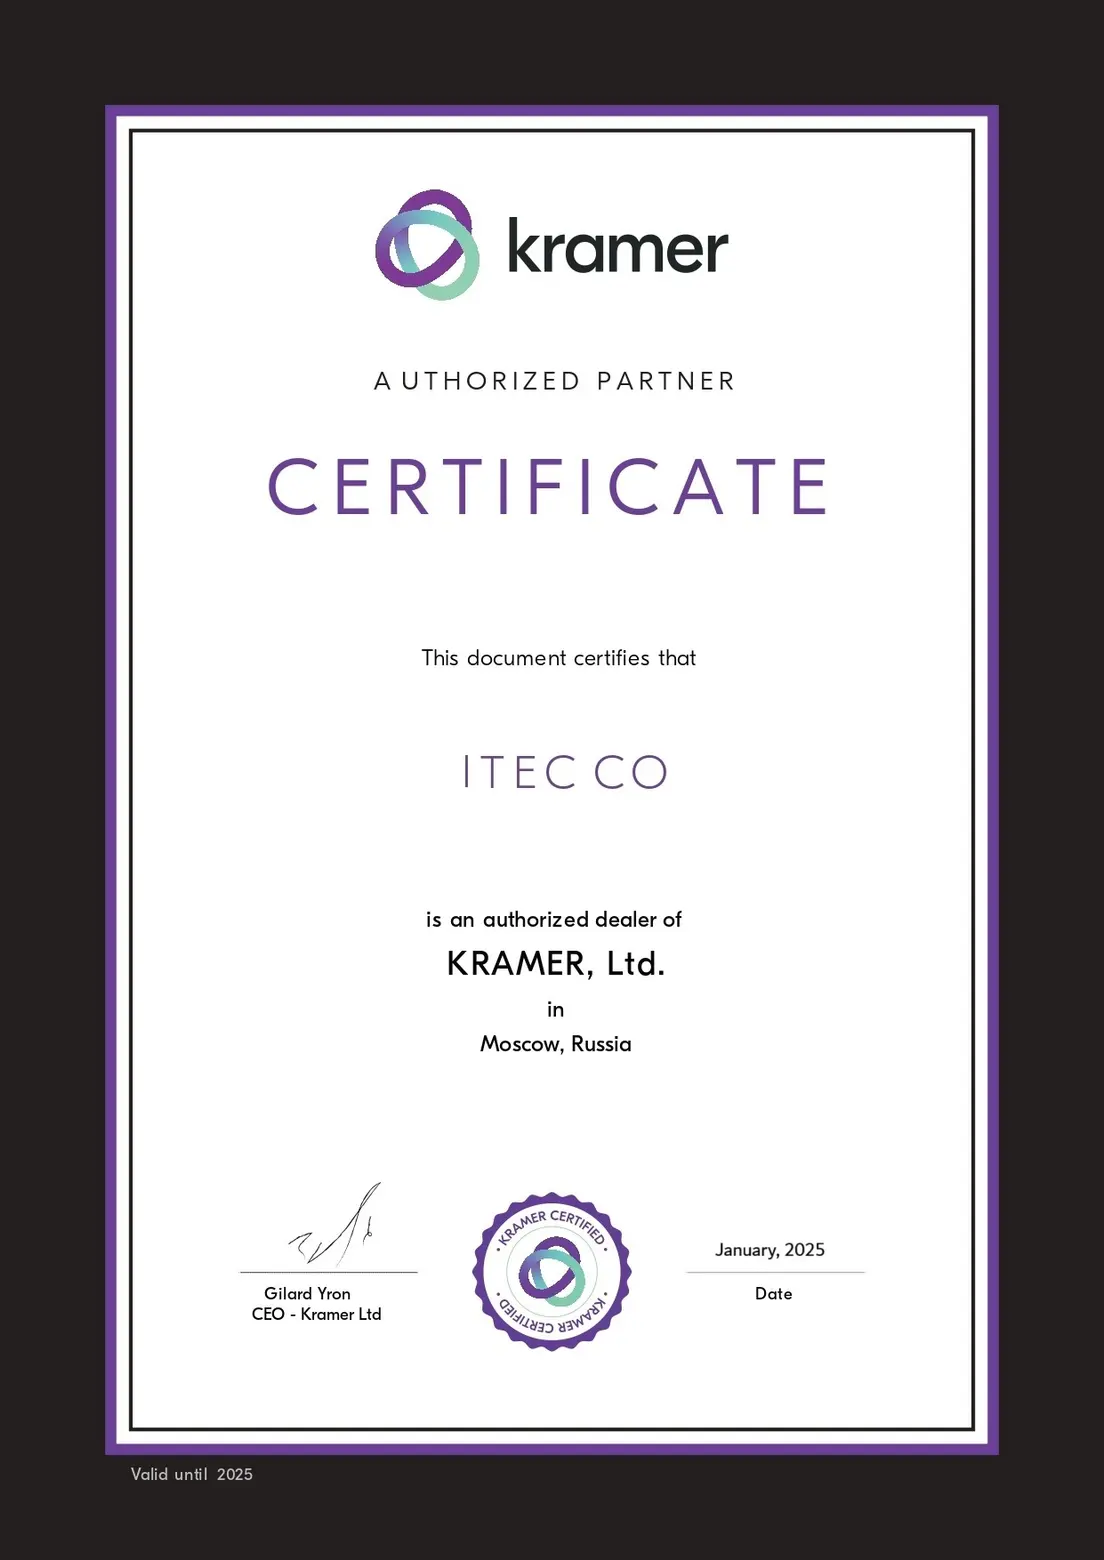 kramer
AUTHORIZED PARTNER
CERTIFICATE
This document certifies that
ITEC CO
is an authorized dealer of
KRAMER, Ltd.
in
Moscow, Russia
Gilard Yron
CEO - Kramer Ltd
• KRAMER CERTIFIED •
• KRAMER CERTIFIED •
January, 2025
Date
Valid until 2025